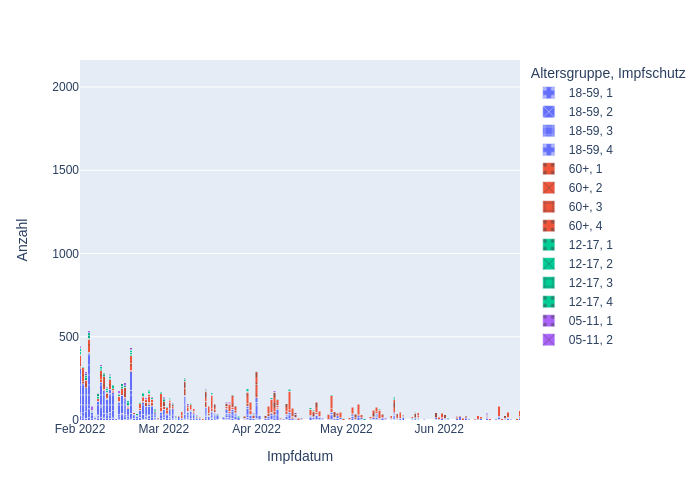 2000
1500
1000
500
0
Anzahl
Feb 2022
Mar 2022
Apr 2022
May 2022
Jun 2022
Impfdatum
Altersgruppe, Impfschutz
18-59, 1
18-59, 2
18-59, 3
18-59, 4
60+, 1
60+, 2
60+, 3
60+, 4
12-17, 1
12-17, 2
12-17, 3
12-17, 4
05-11, 1
05-11, 2